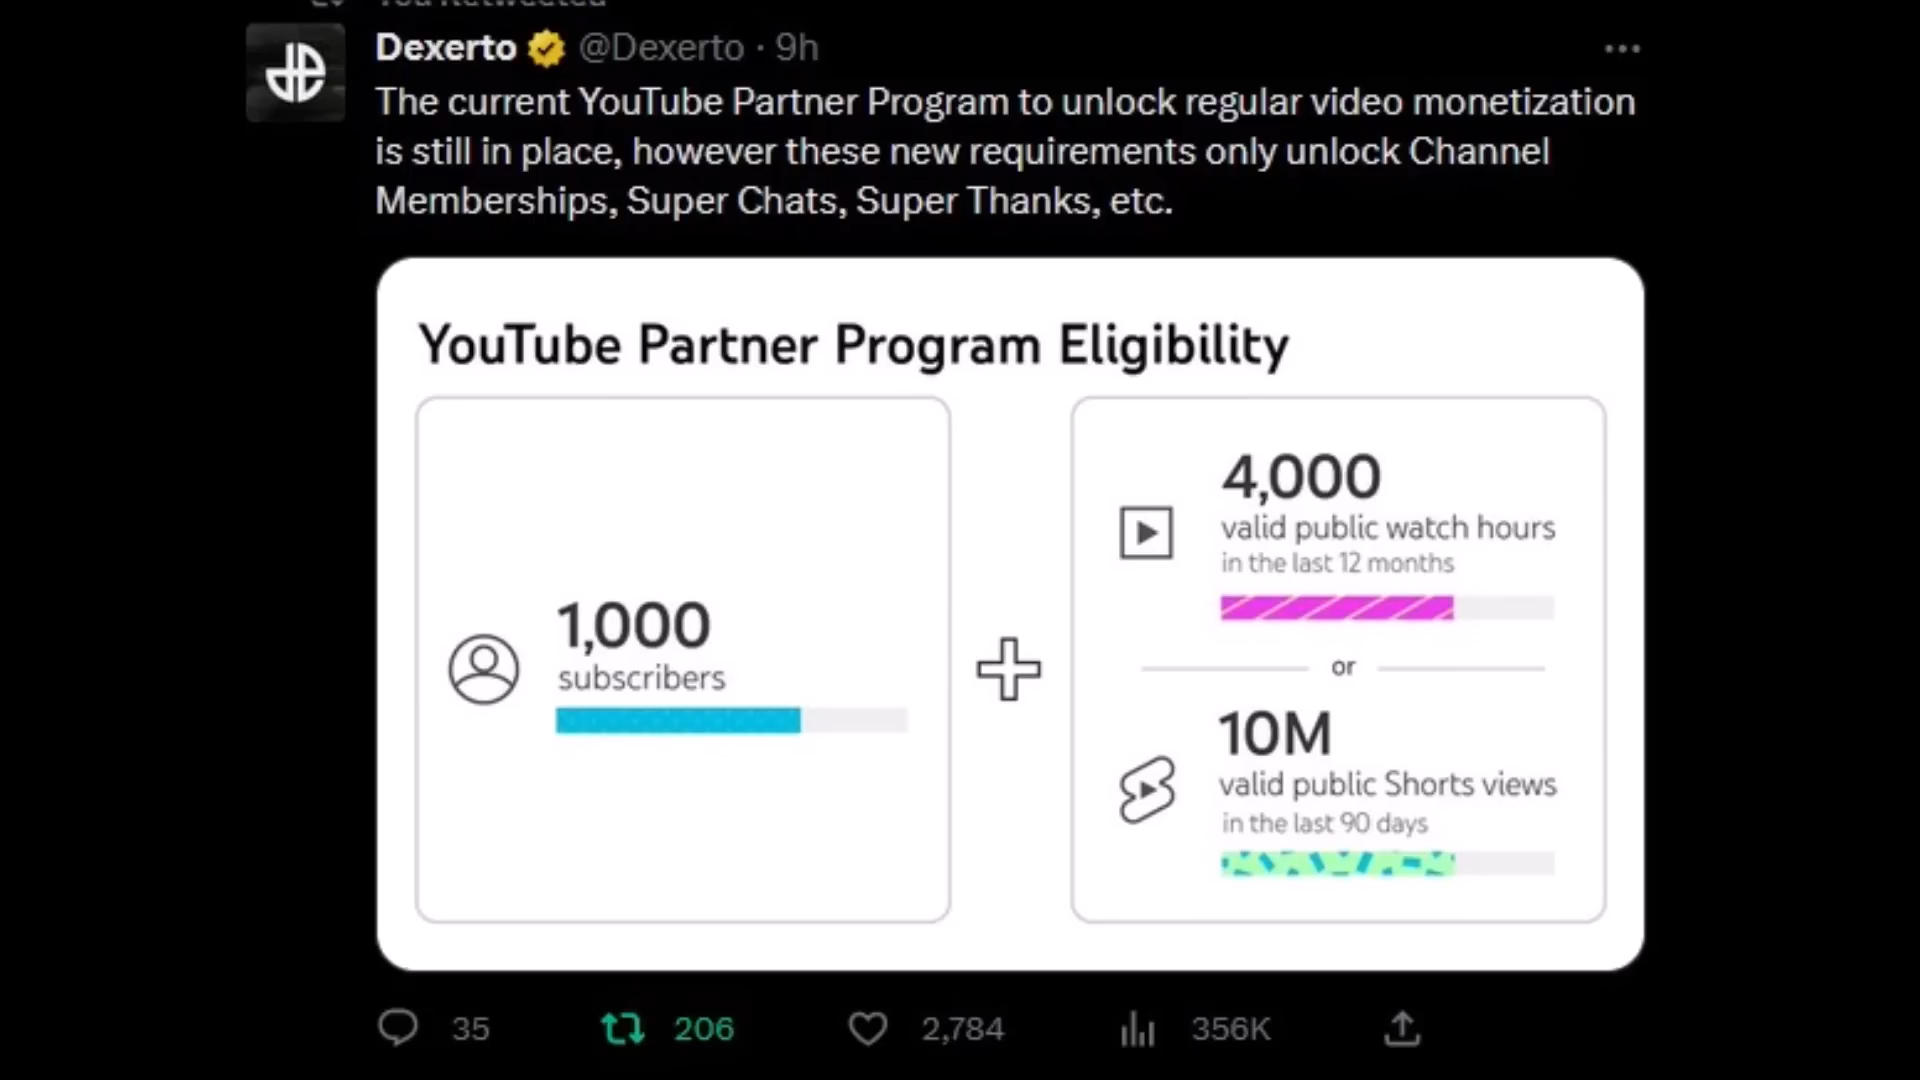 You Retweeted
Dexerto @Dexerto · 9h
The current YouTube Partner Program to unlock regular video monetization
is still in place, however these new requirements only unlock Channel
Memberships, Super Chats, Super Thanks, etc.
YouTube Partner Program Eligibility
1,000
subscribers
4,000
valid public watch hours
in the last 12 months
or
10M
valid public Shorts views
in the last 90 days
35 206 2,784 356K